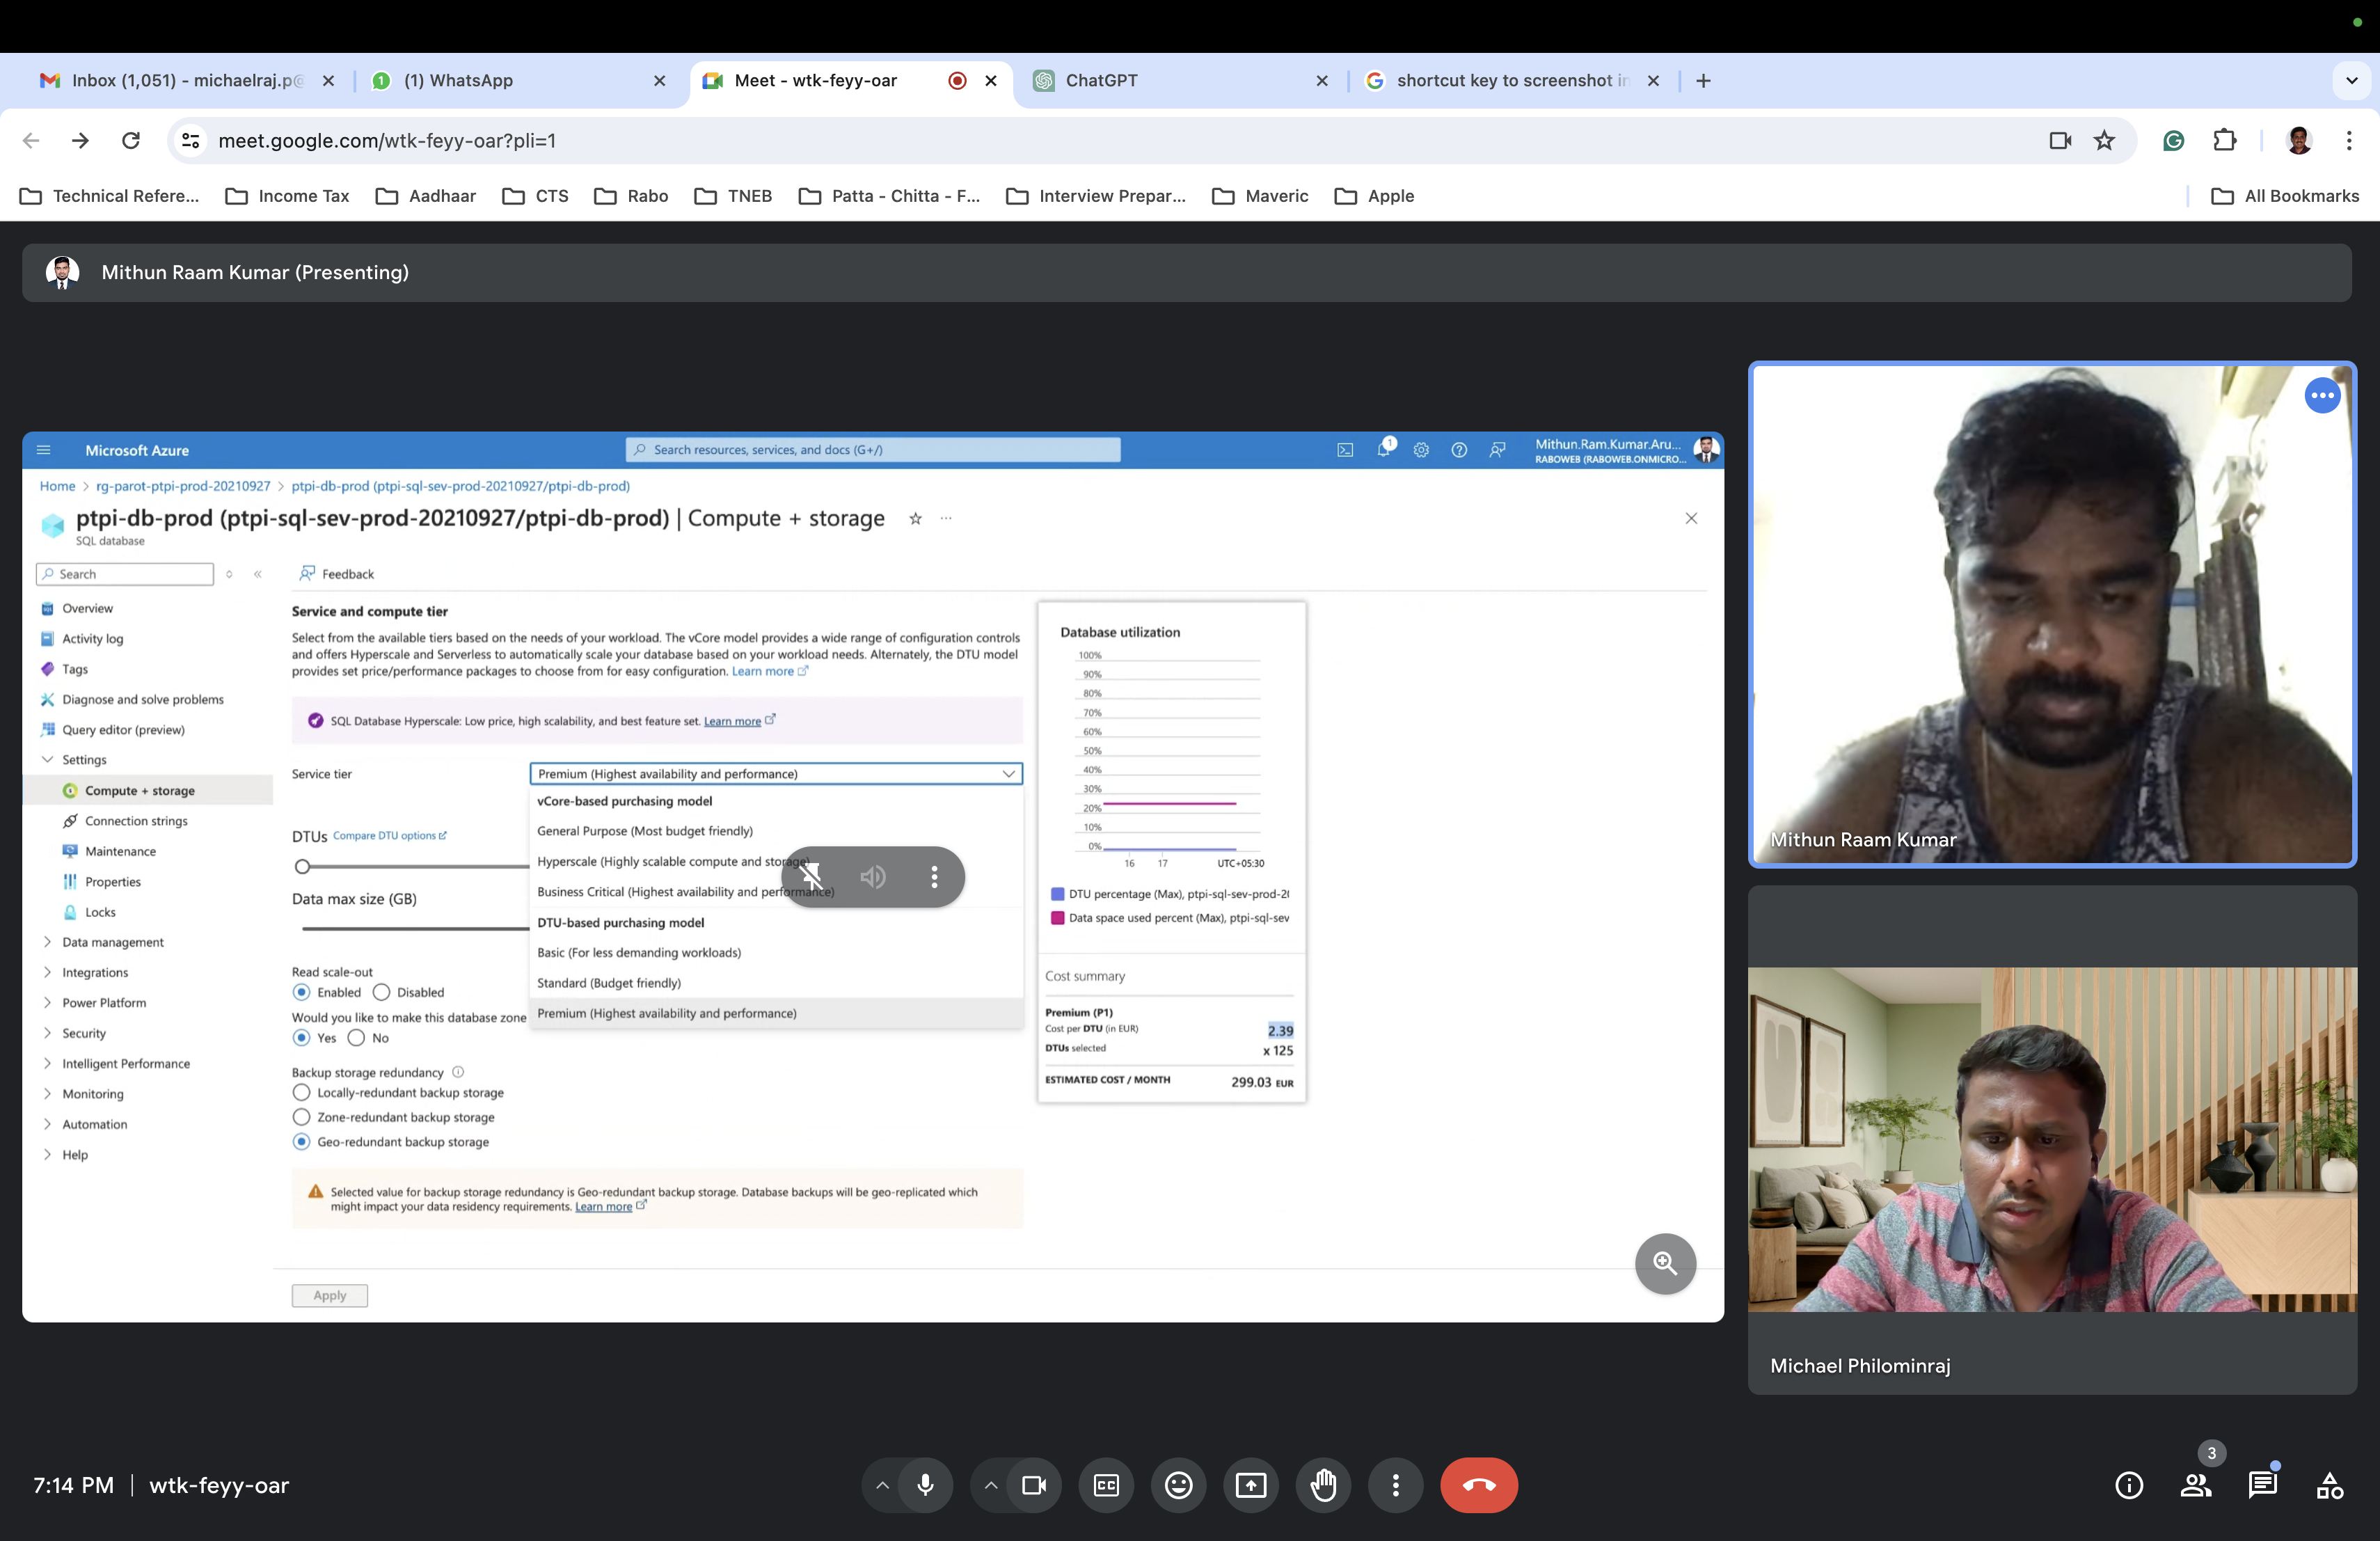 Inbox (1,051) - michaelraj.p@
1
(1) WhatsApp
Meet - wtk-feyy-oar
ChatGPT
shortcut key to screenshot in
meet.google.com/wtk-feyy-oar?pli=1
Technical Refere...
Income Tax
Aadhaar
CTS
Rabo
TNEB
Patta - Chitta - F...
Interview Prepar...
Maveric
Apple
All Bookmarks
Mithun Raam Kumar (Presenting)
Microsoft Azure
Search resources, services, and docs (G+/)
1
Mithun.Ram.Kumar.Aru...
RABOWEB (RABOWEB.ONMICRO...
Home > rg-parot-ptpi-prod-20210927 > ptpi-db-prod (ptpi-sql-sev-prod-20210927/ptpi-db-prod)
ptpi-db-prod (ptpi-sql-sev-prod-20210927/ptpi-db-prod) | Compute + storage
SQL database
Search
Overview
Activity log
Tags
Diagnose and solve problems
Query editor (preview)
Settings
Compute + storage
Connection strings
Maintenance
Properties
Locks
Data management
Integrations
Power Platform
Security
Intelligent Performance
Monitoring
Automation
Help
Feedback
Service and compute tier
Select from the available tiers based on the needs of your workload. The vCore model provides a wide range of configuration controls
and offers Hyperscale and Serverless to automatically scale your database based on your workload needs. Alternately, the DTU model
provides set price/performance packages to choose from for easy configuration. Learn more
SQL Database Hyperscale: Low price, high scalability, and best feature set. Learn more
Service tier
Premium (Highest availability and performance)
vCore-based purchasing model
General Purpose (Most budget friendly)
Hyperscale (Highly scalable compute and storage)
Business Critical (Highest availability and performance)
DTU-based purchasing model
Basic (For less demanding workloads)
Standard (Budget friendly)
Premium (Highest availability and performance)
DTUs Compare DTU options
Data max size (GB)
Read scale-out
Enabled
Disabled
Would you like to make this database zone
Yes
No
Backup storage redundancy
Locally-redundant backup storage
Zone-redundant backup storage
Geo-redundant backup storage
Selected value for backup storage redundancy is Geo-redundant backup storage. Database backups will be geo-replicated which
might impact your data residency requirements. Learn more
Apply
Database utilization
100%
90%
80%
70%
60%
50%
40%
30%
20%
10%
0%
16
17
UTC+05:30
DTU percentage (Max), ptpi-sql-sev-prod-20
Data space used percent (Max), ptpi-sql-sev
Cost summary
Premium (P1)
Cost per DTU (in EUR)
2.39
DTUs selected
x 125
ESTIMATED COST / MONTH
299.03 EUR
Mithun Raam Kumar
Michael Philominraj
7:14 PM | wtk-feyy-oar
CC
3